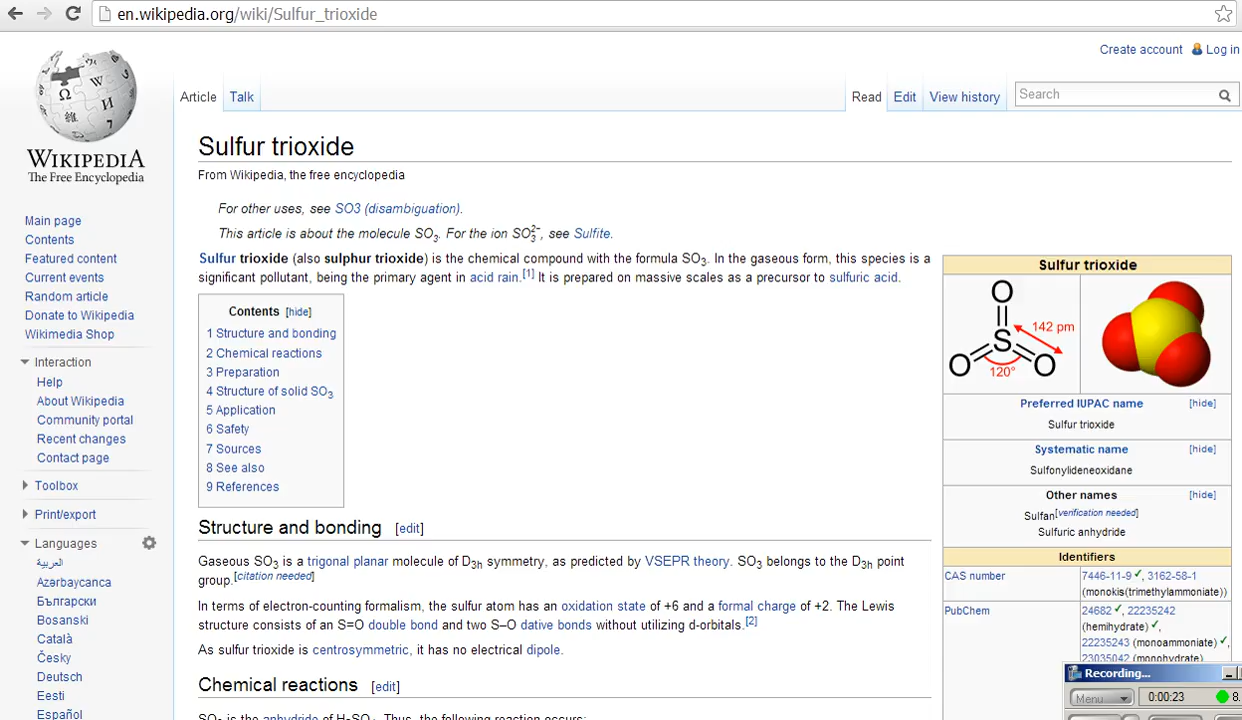 en.wikipedia.org/wiki/Sulfur_trioxide
Create account Log in
Article Talk Read Edit View history Search
WIKIPEDIA
The Free Encyclopedia
Main page
Contents
Featured content
Current events
Random article
Donate to Wikipedia
Wikimedia Shop
Interaction
Help
About Wikipedia
Community portal
Recent changes
Contact page
Toolbox
Print/export
Languages
العربية
Azərbaycanca
Български
Bosanski
Català
Česky
Deutsch
Eesti
Español
Sulfur trioxide
From Wikipedia, the free encyclopedia
For other uses, see SO3 (disambiguation).
This article is about the molecule SO₃. For the ion SO₃²⁻, see Sulfite.
Sulfur trioxide (also sulphur trioxide) is the chemical compound with the formula SO₃. In the gaseous form, this species is a
significant pollutant, being the primary agent in acid rain.[1] It is prepared on massive scales as a precursor to sulfuric acid.
Contents [hide]
1 Structure and bonding
2 Chemical reactions
3 Preparation
4 Structure of solid SO₃
5 Application
6 Safety
7 Sources
8 See also
9 References
Structure and bonding [edit]
Gaseous SO₃ is a trigonal planar molecule of D₃h symmetry, as predicted by VSEPR theory. SO₃ belongs to the D₃h point
group.[citation needed]
In terms of electron-counting formalism, the sulfur atom has an oxidation state of +6 and a formal charge of +2. The Lewis
structure consists of an S=O double bond and two S–O dative bonds without utilizing d-orbitals.[2]
As sulfur trioxide is centrosymmetric, it has no electrical dipole.
Chemical reactions [edit]
SO₃ is the anhydride of H₂SO₄. Thus, the following reaction occurs:
Sulfur trioxide
O
142 pm
S
O O
120°
Preferred IUPAC name [hide]
Sulfur trioxide
Systematic name [hide]
Sulfonylideneoxidane
Other names [hide]
Sulfan[verification needed]
Sulfuric anhydride
Identifiers
CAS number 7446-11-9 ✓, 3162-58-1
(monokis(trimethylammoniate))
PubChem 24682 ✓, 22235242
(hemihydrate) ✓,
22235243 (monoammoniate) ✓,
23035042 (monohydrate)
Recording...
Menu 0:00:23 8.